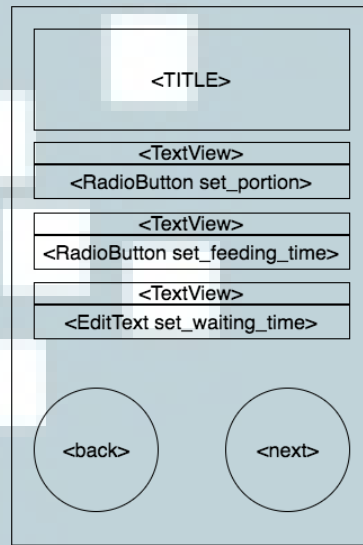 <TITLE>
<TextView>
<RadioButton set_portion>
<TextView>
<RadioButton set_feeding_time>
<TextView>
<EditText set_waiting_time>
<back>
<next>